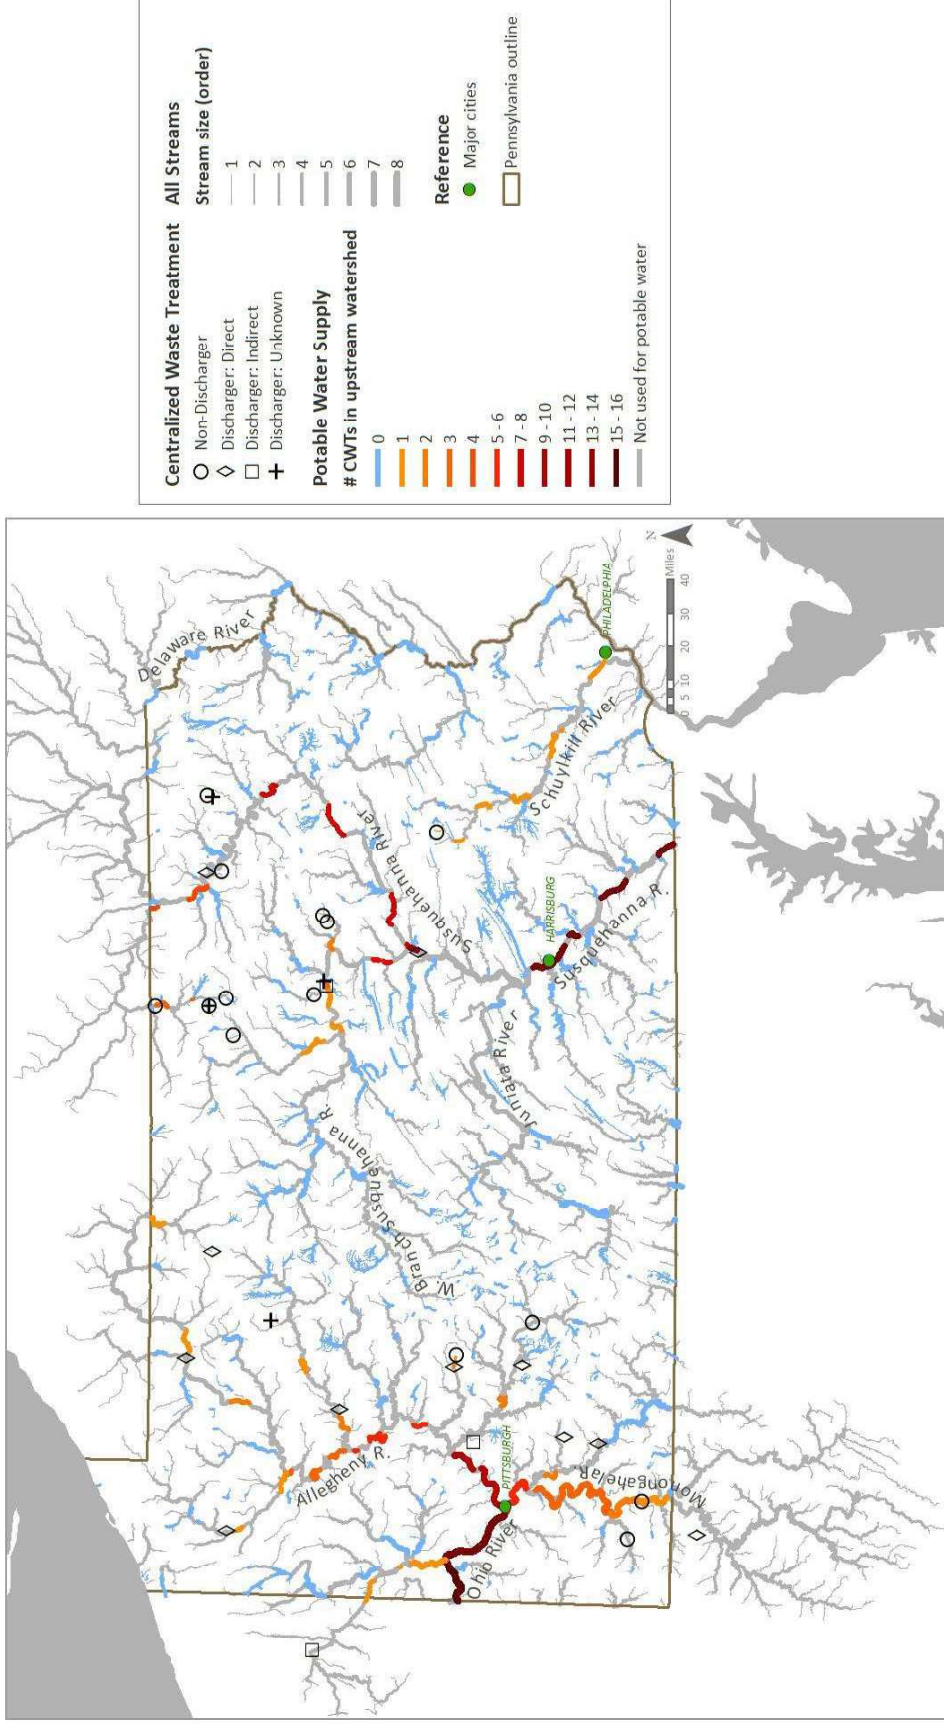 Centralized Waste Treatment
Non-Discharger
Discharger: Direct
Discharger: Indirect
Discharger: Unknown
Potable Water Supply
# CWTs in upstream watershed
0
1
2
3
4
5 - 6
7 - 8
9 - 10
11 - 12
13 - 14
15 - 16
Not used for potable water
All Streams
Stream size (order)
1
2
3
4
5
6
7
8
Reference
Major cities
Pennsylvania outline
Delaware River
Susquehanna River
Schuylkill River
W. Branch Susquehanna R.
Juniata River
Susquehanna R.
Allegheny R.
Ohio River
Monongahela R.
PITTSBURGH
HARRISBURG
PHILADELPHIA
N
Miles
0 5 10 20 30 40